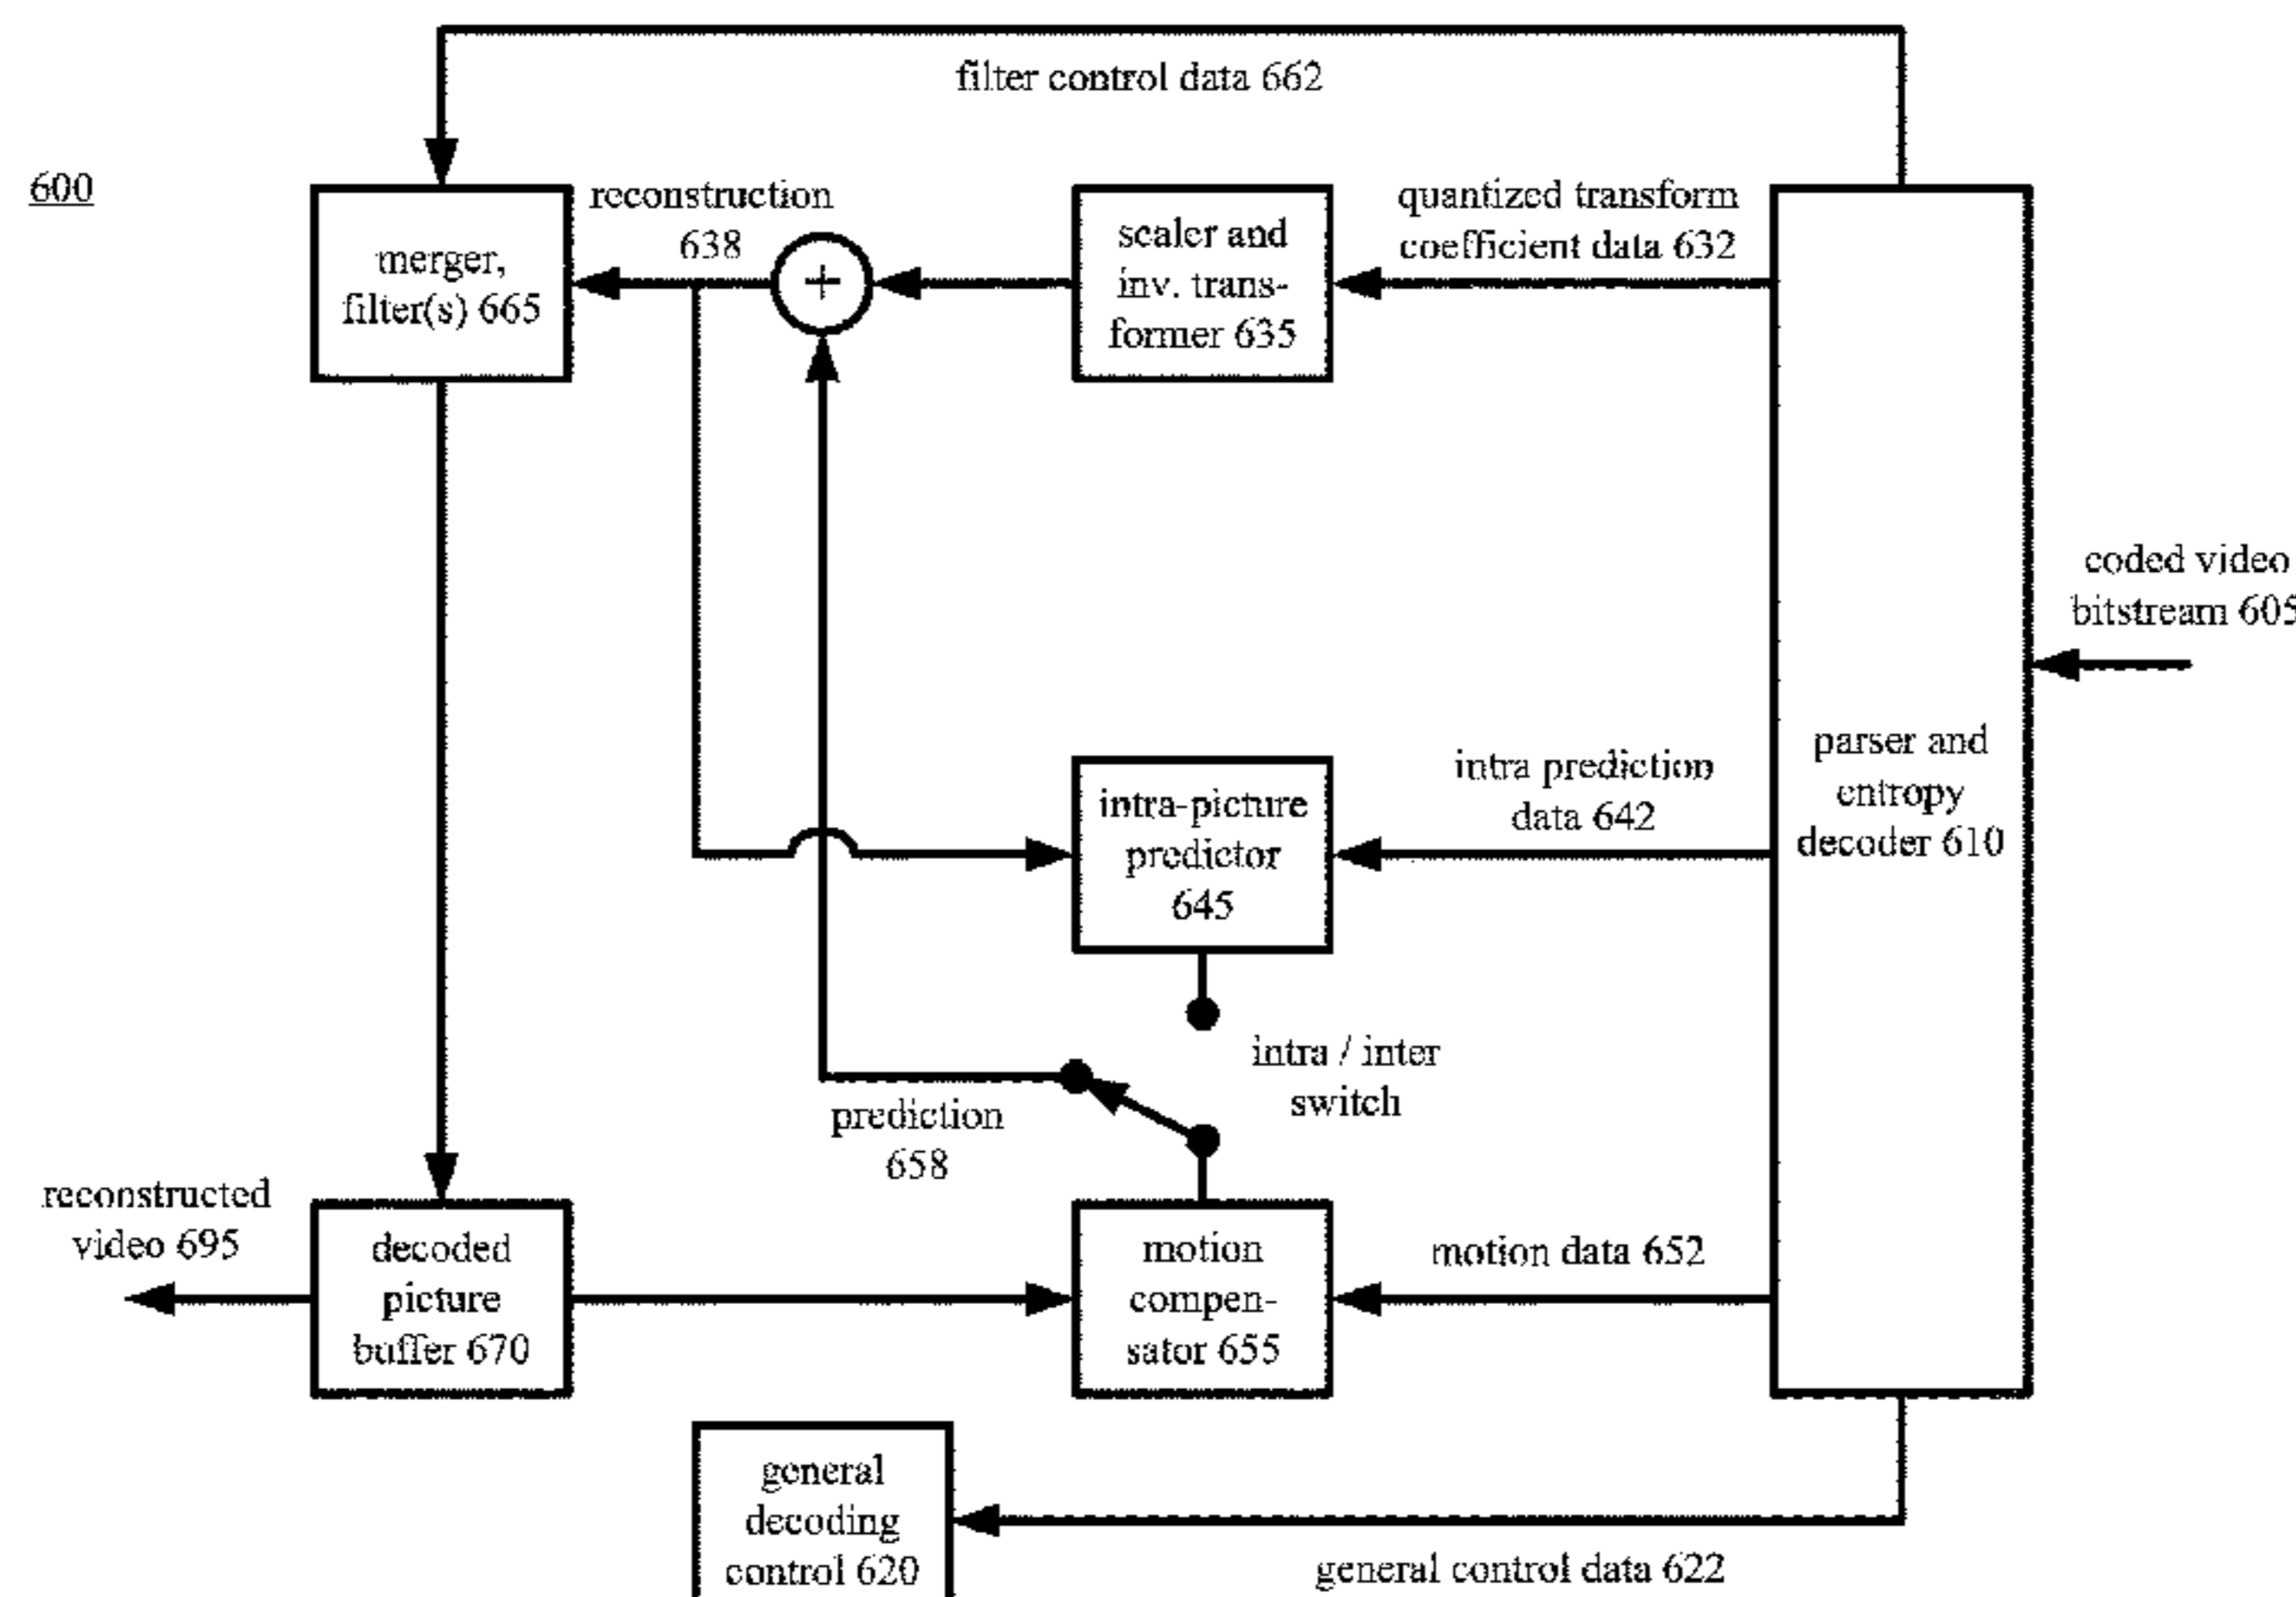 filter control data 662
600
reconstruction
638
quantized transform
coefficient data 632
merger,
filter(s) 665
+
scaler and
inv. trans-
former 635
coded video
bitstream 605
parser and
entropy
decoder 610
intra-picture
predictor
645
intra prediction
data 642
intra / inter
switch
prediction
658
reconstructed
video 695
decoded
picture
buffer 670
motion
compen-
sator 655
motion data 652
general
decoding
control 620
general control data 622